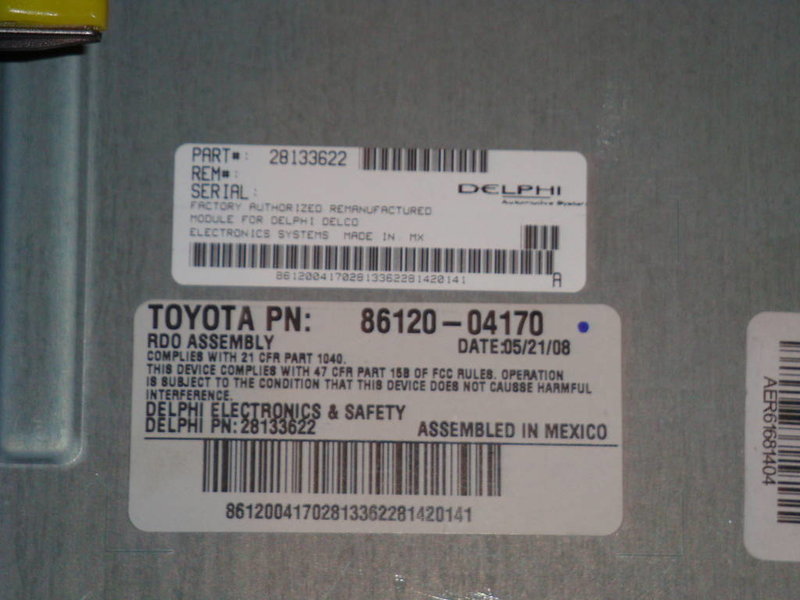 PART#: 28133622
REM#:
SERIAL:
DELPHI
Automotive Systems
FACTORY AUTHORIZED REMANUFACTURED
MODULE FOR DELPHI DELCO
ELECTRONICS SYSTEMS MADE IN MX
86120041702813362281420141
A
TOYOTA PN: 86120-04170
RDO ASSEMBLY
DATE:05/21/08
COMPLIES WITH 21 CFR PART 1040.
THIS DEVICE COMPLIES WITH 47 CFR PART 15B OF FCC RULES. OPERATION
IS SUBJECT TO THE CONDITION THAT THIS DEVICE DOES NOT CAUSSE HARMFUL
INTERFERENCE.
DELPHI ELECTRONICS & SAFETY
DELPHI PN:28133622
ASSEMBLED IN MEXICO
86120041702813362281420141
AER61681404